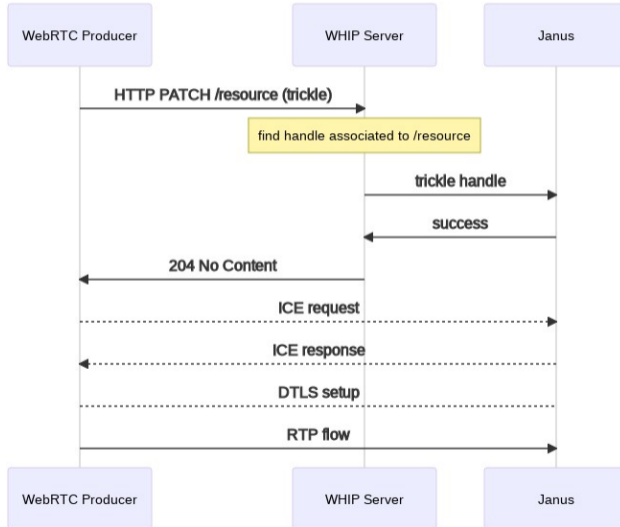 WebRTC Producer
WHIP Server
Janus
HTTP PATCH /resource (trickle)
find handle associated to /resource
trickle handle
success
204 No Content
ICE request
ICE response
DTLS setup
RTP flow
WebRTC Producer
WHIP Server
Janus